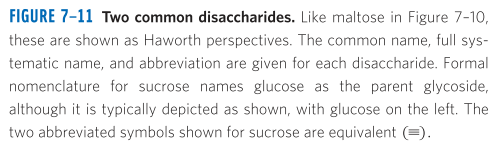 FIGURE 7–11 Two common disaccharides. Like maltose in Figure 7–10,
these are shown as Haworth perspectives. The common name, full sys-
tematic name, and abbreviation are given for each disaccharide. Formal
nomenclature for sucrose names glucose as the parent glycoside,
although it is typically depicted as shown, with glucose on the left. The
two abbreviated symbols shown for sucrose are equivalent (≡).